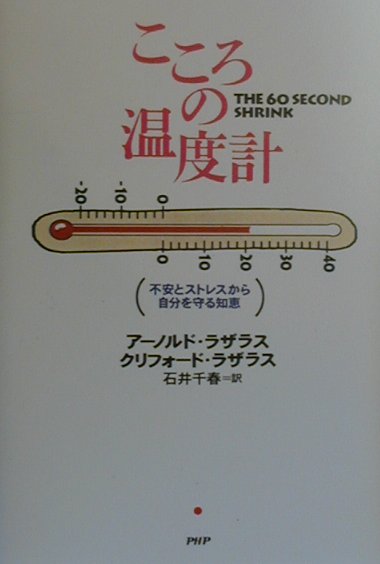 こころ
の
温度計
THE 60 SECOND
SHRINK
-20 -10 0
0 10 20 30 40
不安とストレスから
自分を守る知恵
アーノルド・ラザラス
クリフォード・ラザラス
石井千春＝訳
PHP